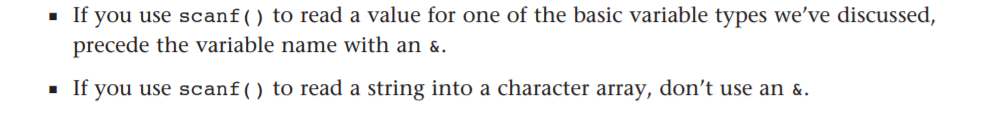 ▪ If you use scanf() to read a value for one of the basic variable types we’ve discussed,
precede the variable name with an &.
▪ If you use scanf() to read a string into a character array, don’t use an &.